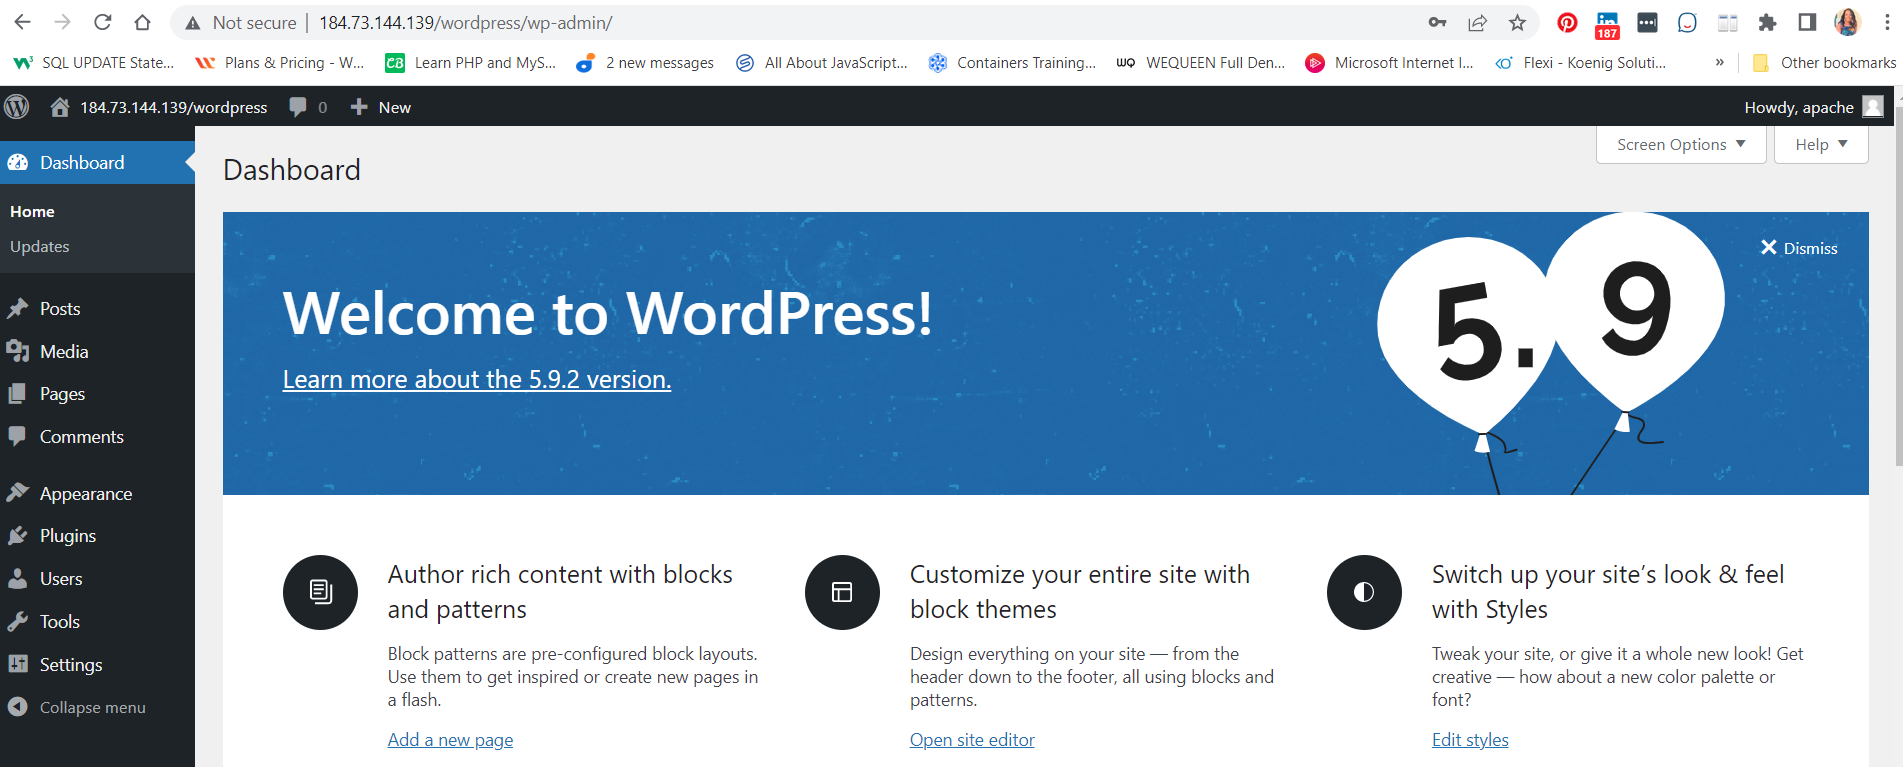 Not secure | 184.73.144.139/wordpress/wp-admin/
187
SQL UPDATE State...
Plans & Pricing - W...
Learn PHP and MyS...
2 new messages
All About JavaScript...
Containers Training...
WEQUEEN Full Den...
Microsoft Internet I...
Flexi - Koenig Soluti...
»
Other bookmarks
184.73.144.139/wordpress
0
New
Howdy, apache
Dashboard
Home
Updates
Posts
Media
Pages
Comments
Appearance
Plugins
Users
Tools
Settings
Collapse menu
Screen Options
Help
Dashboard
Dismiss
Welcome to WordPress!
Learn more about the 5.9.2 version.
5.9
Author rich content with blocks
and patterns
Block patterns are pre-configured block layouts.
Use them to get inspired or create new pages in
a flash.
Add a new page
Customize your entire site with
block themes
Design everything on your site — from the
header down to the footer, all using blocks and
patterns.
Open site editor
Switch up your site’s look & feel
with Styles
Tweak your site, or give it a whole new look! Get
creative — how about a new color palette or
font?
Edit styles